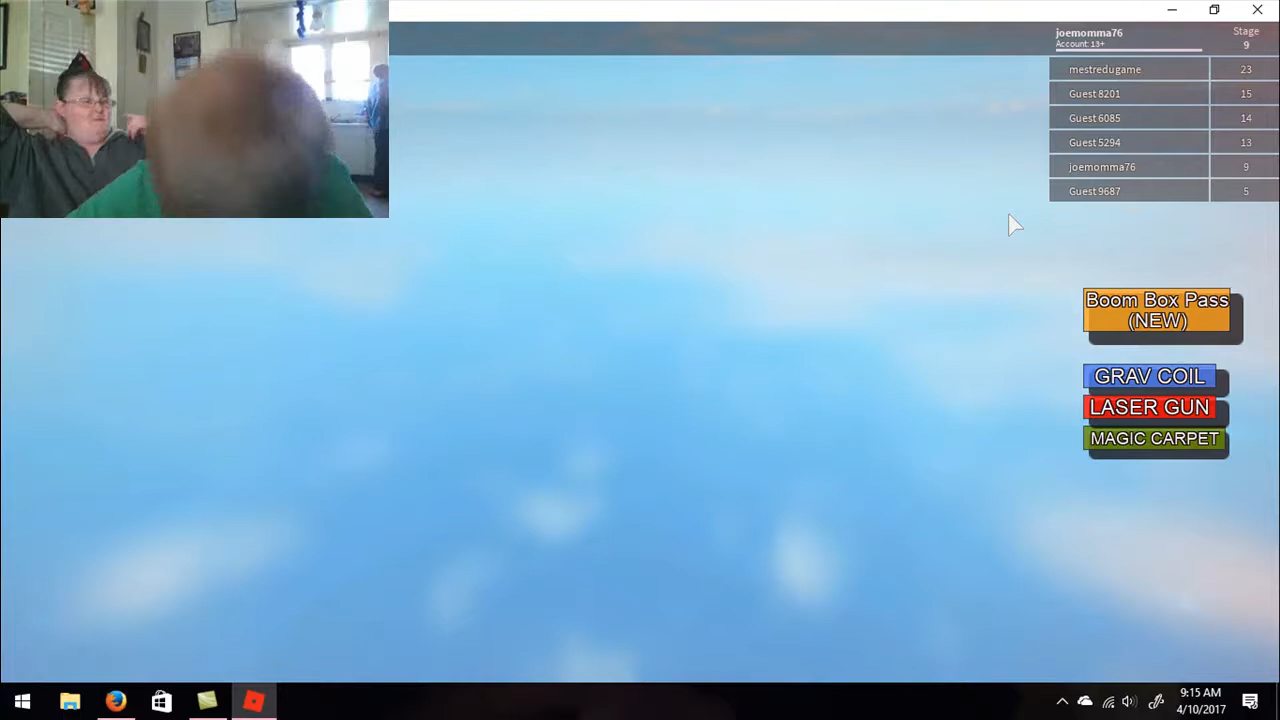 joemomma76
Account: 13+
Stage
9
mestredugame 23
Guest 8201 15
Guest 6085 14
Guest 5294 13
joemomma76 9
Guest 9687 5
Boom Box Pass
(NEW)
GRAV COIL
LASER GUN
MAGIC CARPET
9:15 AM
4/10/2017